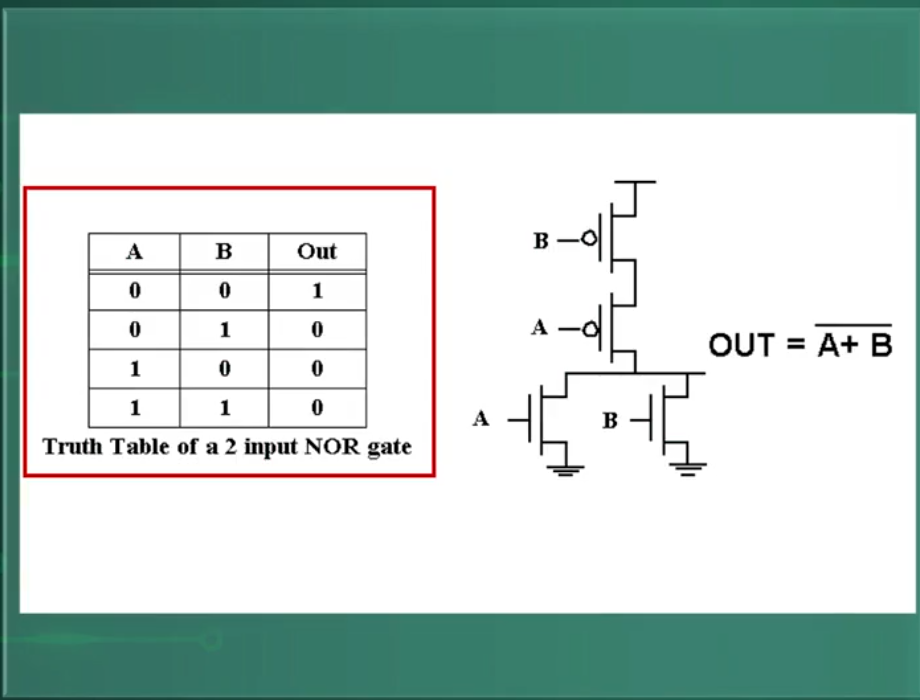 A B Out
0 0 1
0 1 0
1 0 0
1 1 0
Truth Table of a 2 input NOR gate
B
A
OUT = A+ B
A B